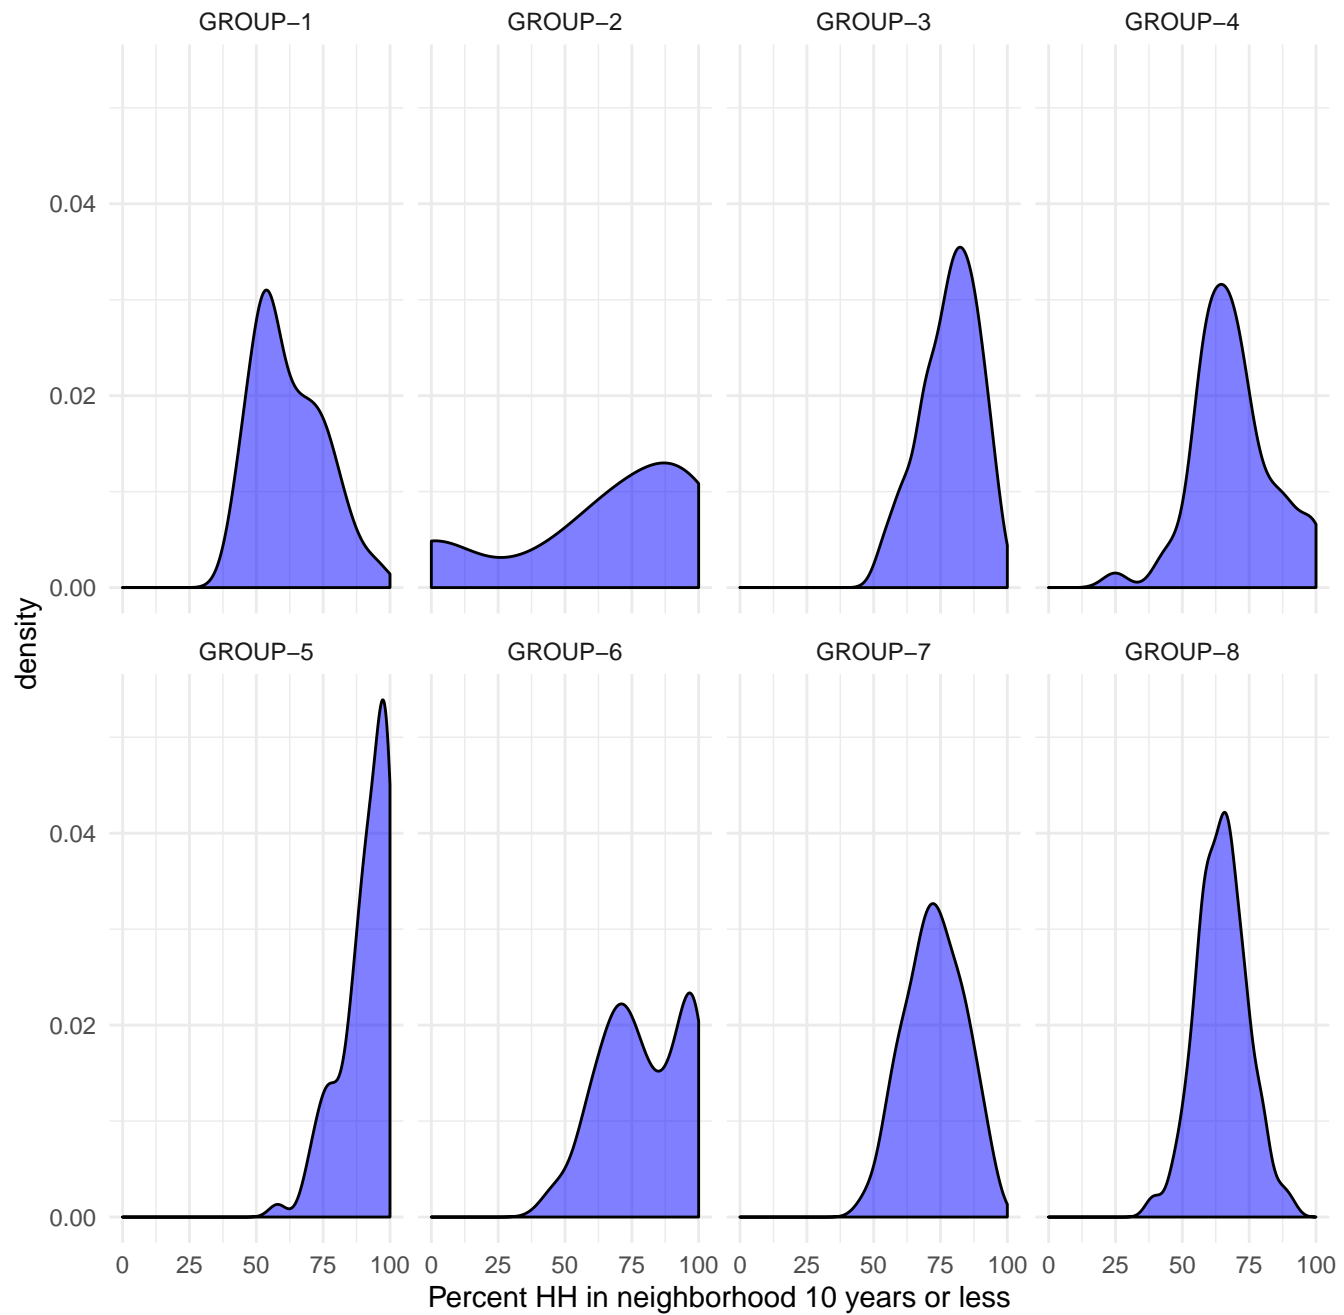 GROUP–1 GROUP–2 GROUP–3 GROUP–4
0.04
0.02
0.00
density
GROUP–5 GROUP–6 GROUP–7 GROUP–8
0.04
0.02
0.00
0 25 50 75 100 0 25 50 75 100 0 25 50 75 100 0 25 50 75 100
Percent HH in neighborhood 10 years or less